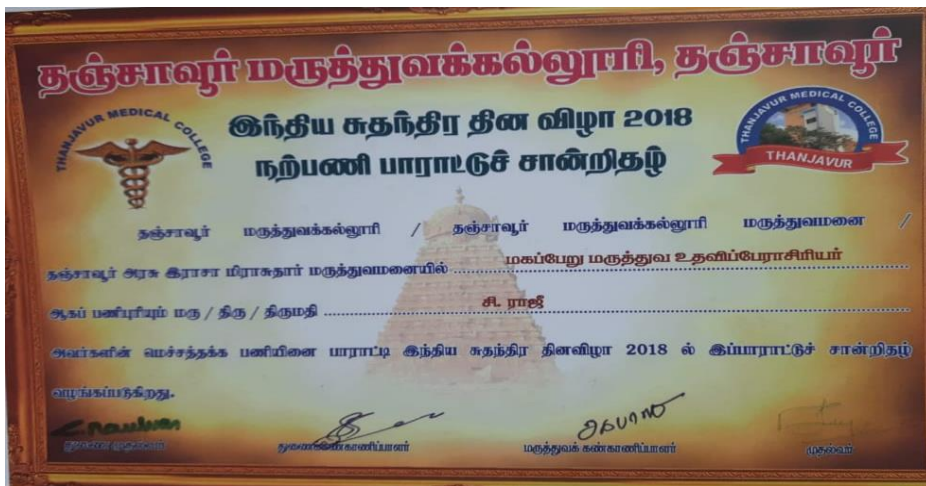 தஞ்சாவூர் மருத்துவக்கல்லூரி, தஞ்சாவூர்
THANJAVUR MEDICAL COLLEGE
இந்திய சுதந்திர தின விழா 2018
நற்பணி பாராட்டுச் சான்றிதழ்
THANJAVUR MEDICAL COLLEGE
THANJAVUR
தஞ்சாவூர் மருத்துவக்கல்லூரி / தஞ்சாவூர் மருத்துவக்கல்லூரி மருத்துவமனை /
தஞ்சாவூர் அரசு இராசா மிராசுதார் மருத்துவமனையில் மகப்பேறு மருத்துவ உதவிப்பேராசிரியர்
ஆகப் பணிபுரியும் மரு / திரு / திருமதி சி. ராஜீ
அவர்களின் மெச்சத்தக்க பணியினை பாராட்டி இந்திய சுதந்திர தினவிழா 2018 ல் இப்பாராட்டுச் சான்றிதழ்
வழங்கப்படுகிறது.
துணை முதல்வர் துணைகண்காணிப்பாளர் மருத்துவக் கண்காணிப்பாளர் முதல்வர்